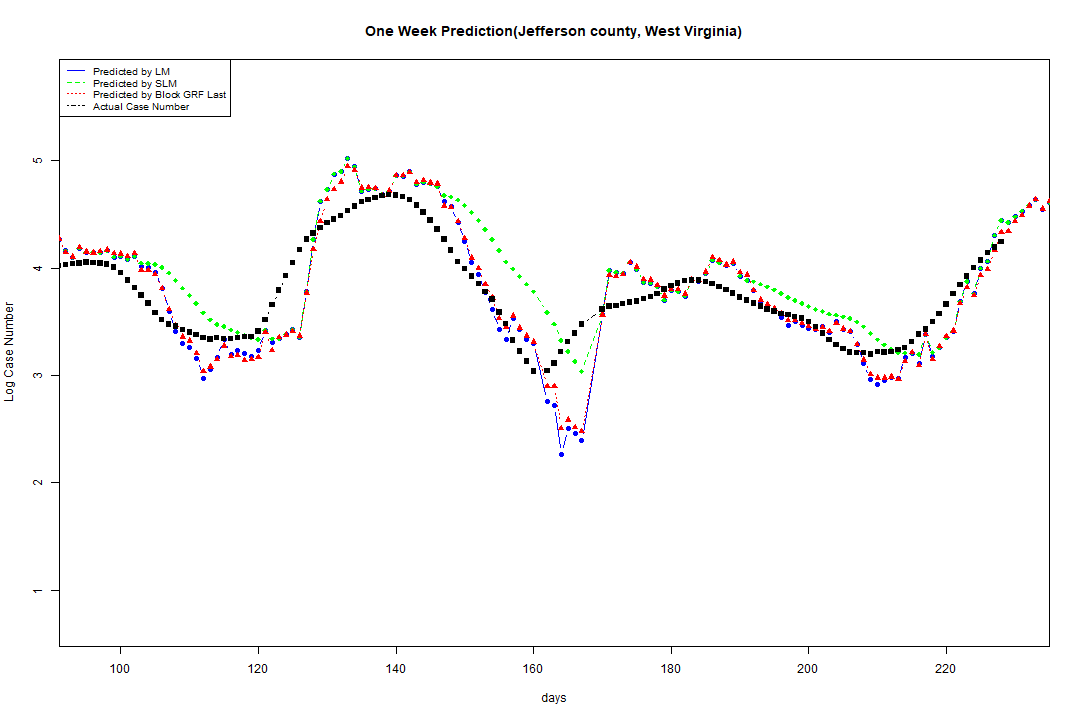 One Week Prediction(Jefferson county, West Virginia)
Predicted by LM
Predicted by SLM
Predicted by Block GRF Last
Actual Case Number
5
4
3
2
1
Log Case Number
100 120 140 160 180 200 220
days